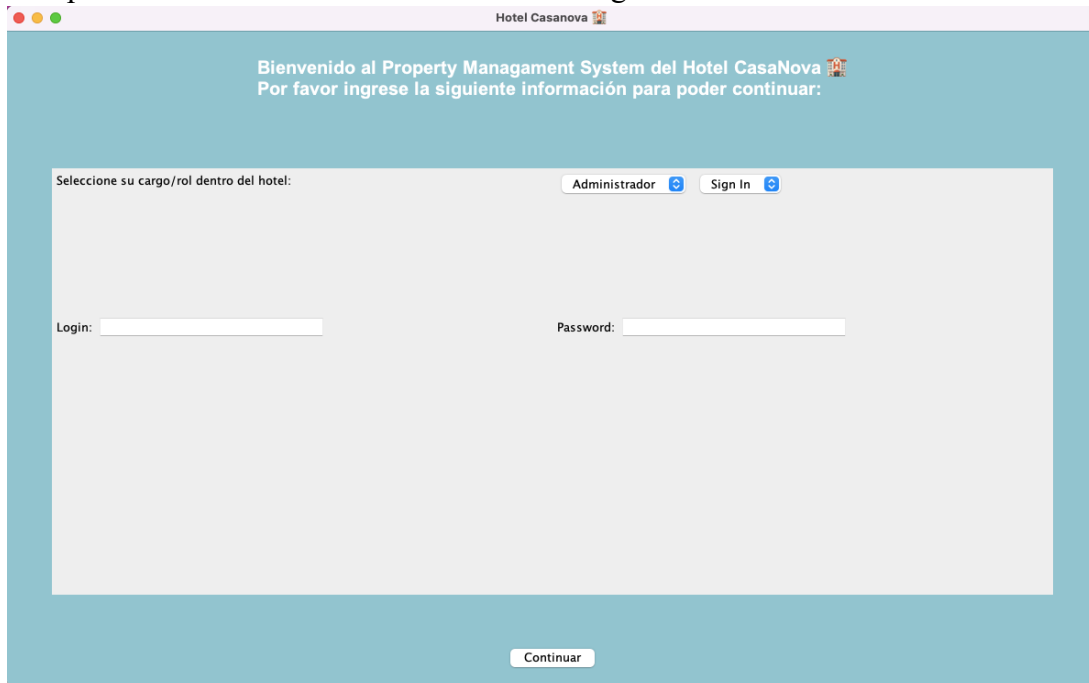 Hotel Casanova 🏨
Bienvenido al Property Managament System del Hotel CasaNova 🏨
Por favor ingrese la siguiente información para poder continuar:
Seleccione su cargo/rol dentro del hotel: Administrador Sign In
Login: Password:
Continuar